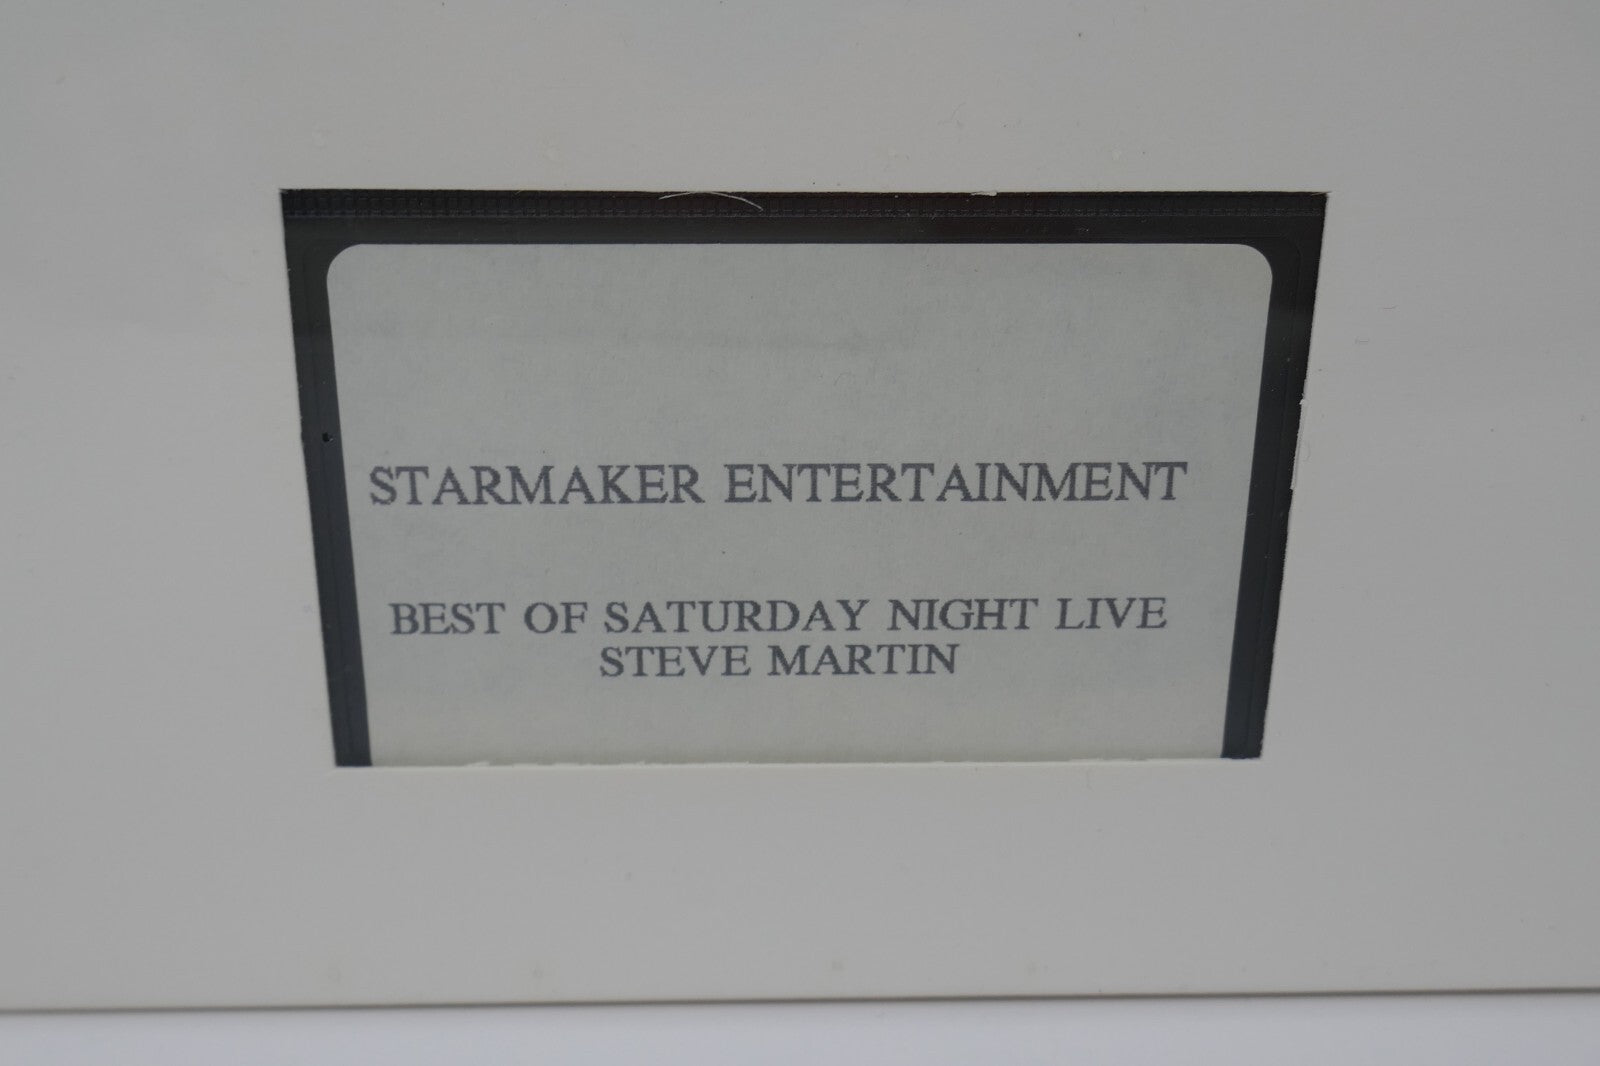 STARMAKER ENTERTAINMENT
BEST OF SATURDAY NIGHT LIVE
STEVE MARTIN